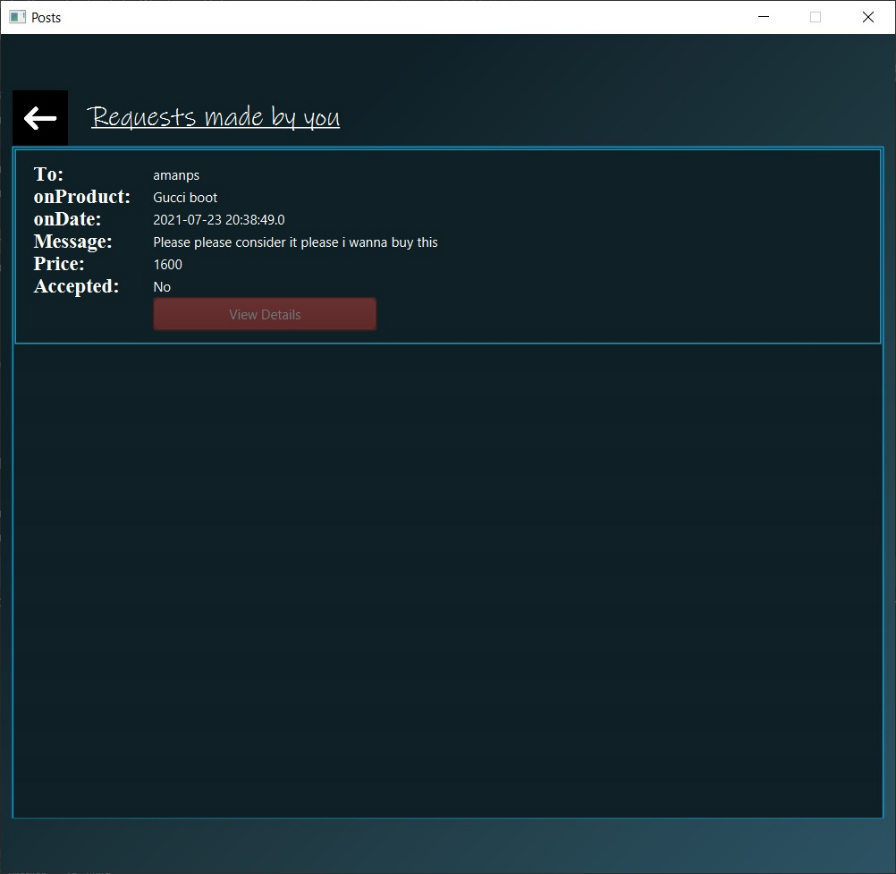 Posts
Requests made by you
To: amanps
onProduct: Gucci boot
onDate: 2021-07-23 20:38:49.0
Message: Please please consider it please i wanna buy this
Price: 1600
Accepted: No
View Details